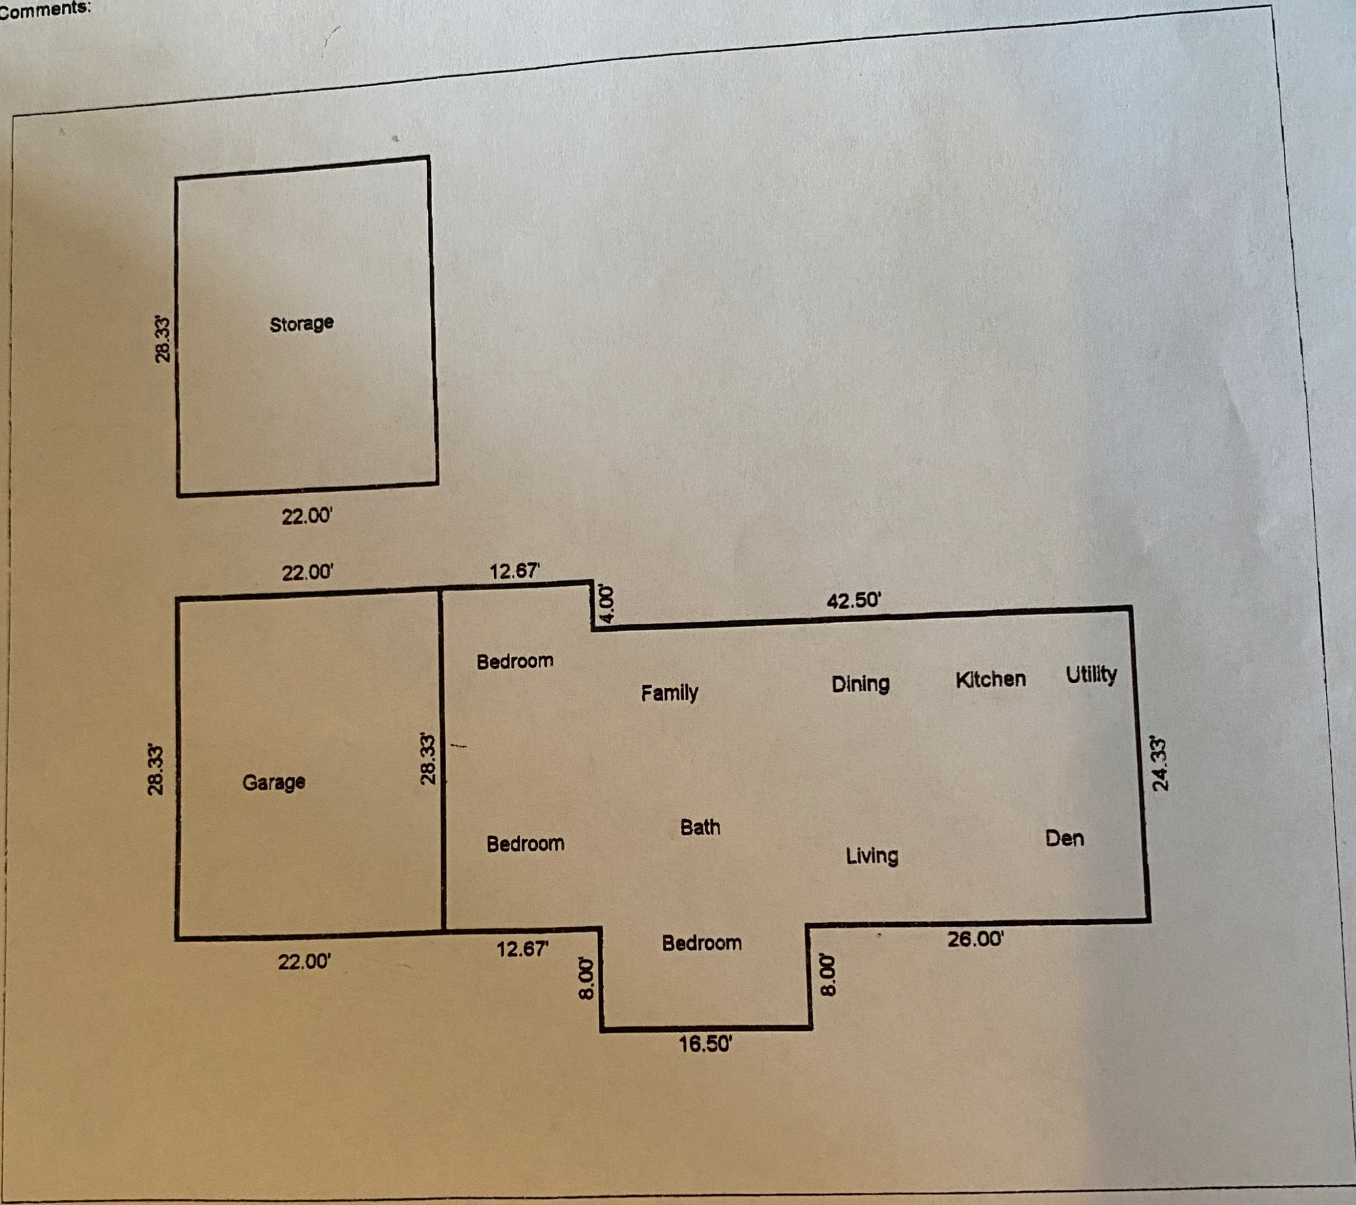 Comments:
28.33'
Storage
22.00'
22.00'
12.67'
4.00'
42.50'
Bedroom
Family
Dining
Kitchen
Utility
28.33'
Garage
28.33'
24.33'
Bedroom
Bath
Living
Den
22.00'
12.67'
8.00'
Bedroom
8.00'
26.00'
16.50'